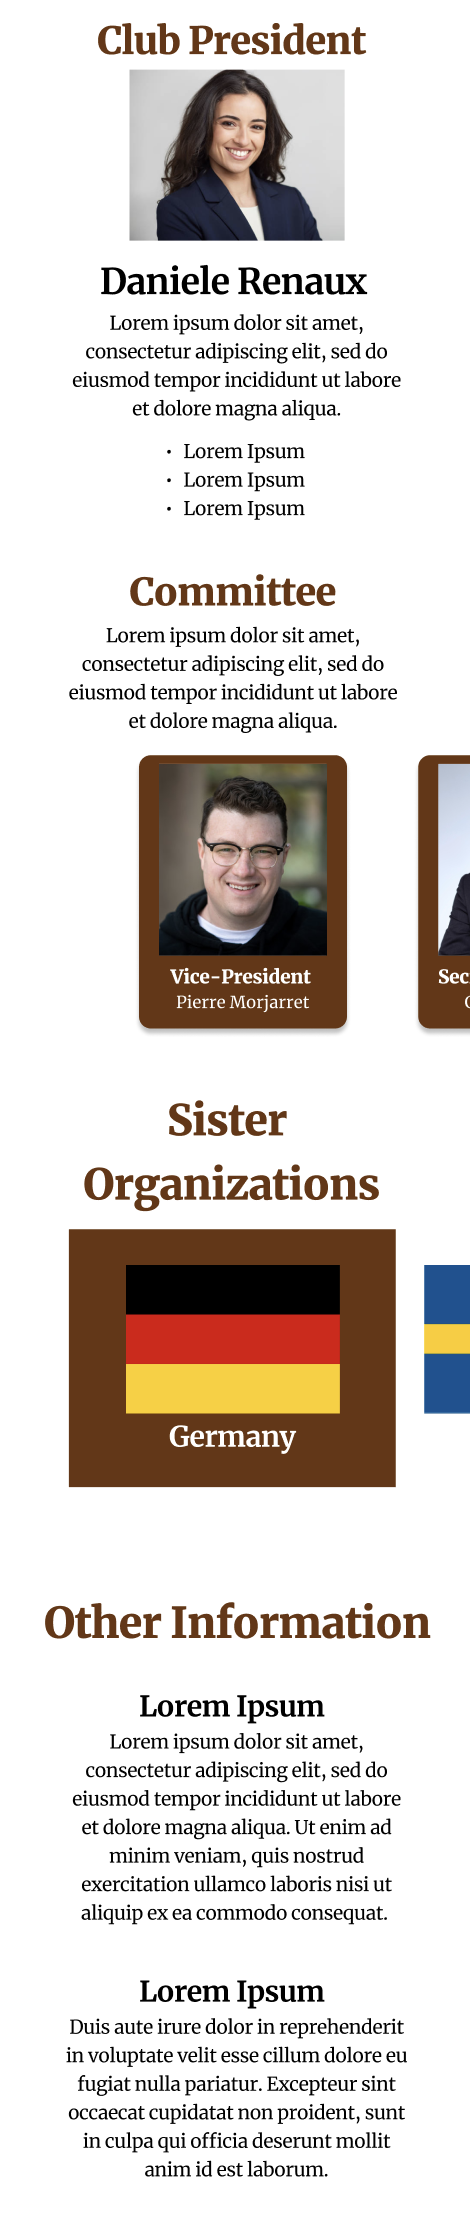 Club President
Daniele Renaux
Lorem ipsum dolor sit amet,
consectetur adipiscing elit, sed do
eiusmod tempor incididunt ut labore
et dolore magna aliqua.
• Lorem Ipsum
• Lorem Ipsum
• Lorem Ipsum
Committee
Lorem ipsum dolor sit amet,
consectetur adipiscing elit, sed do
eiusmod tempor incididunt ut labore
et dolore magna aliqua.
Vice-President
Pierre Morjarret
Sister
Organizations
Germany
Other Information
Lorem Ipsum
Lorem ipsum dolor sit amet,
consectetur adipiscing elit, sed do
eiusmod tempor incididunt ut labore
et dolore magna aliqua. Ut enim ad
minim veniam, quis nostrud
exercitation ullamco laboris nisi ut
aliquip ex ea commodo consequat.
Lorem Ipsum
Duis aute irure dolor in reprehenderit
in voluptate velit esse cillum dolore eu
fugiat nulla pariatur. Excepteur sint
occaecat cupidatat non proident, sunt
in culpa qui officia deserunt mollit
anim id est laborum.